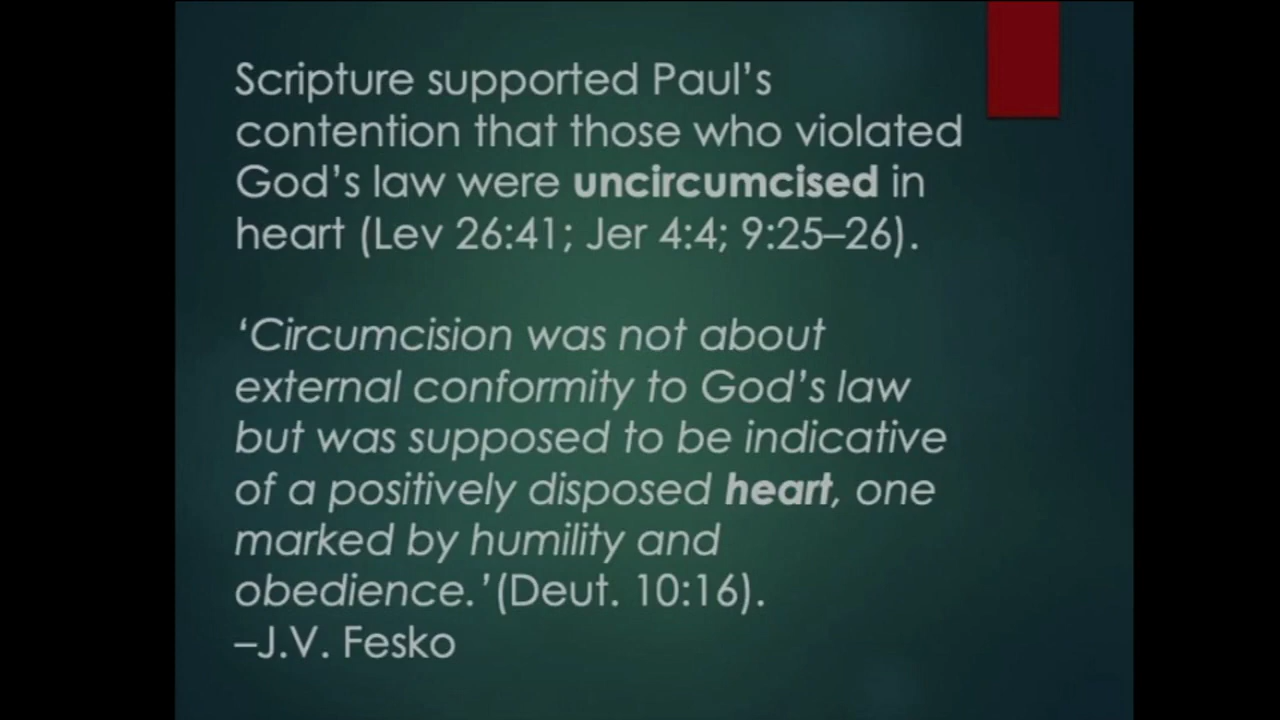 Scripture supported Paul’s
contention that those who violated
God’s law were uncircumcised in
heart (Lev 26:41; Jer 4:4; 9:25–26).
‘Circumcision was not about
external conformity to God’s law
but was supposed to be indicative
of a positively disposed heart, one
marked by humility and
obedience.’(Deut. 10:16).
–J.V. Fesko